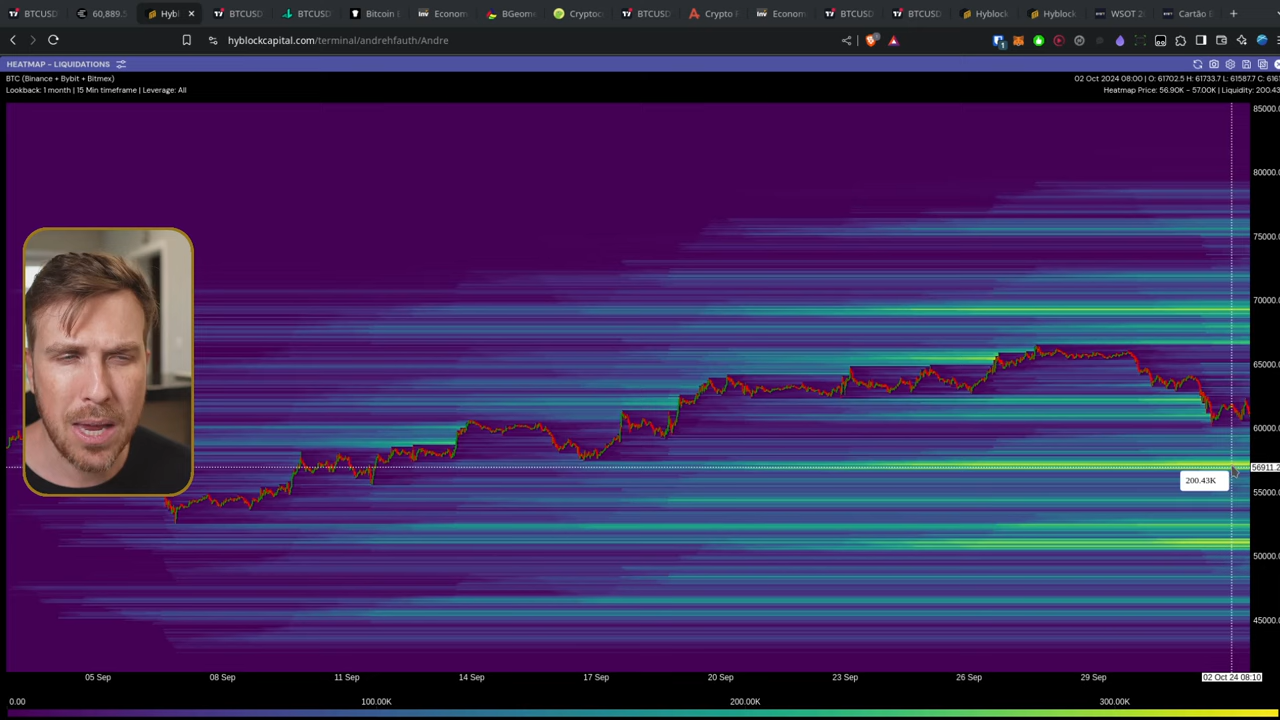 BTCUSD
60,889.5
Hybl
BTCUSD
BTCUSD
Bitcoin E
Econom
BGeome
Cryptoc
BTCUSD
Crypto F
Econom
BTCUSD
BTCUSD
Hyblock
Hyblock
WSOT 2
Cartão B
hyblockcapital.com/terminal/andrehfauth/Andre
HEATMAP - LIQUIDATIONS
BTC (Binance + Bybit + Bitmex)
02 Oct 2024 08:00 | O: 61702.5 H: 61733.7 L: 61587.7 C: 616
Lookback: 1 month | 15 Min timeframe | Leverage: All
Heatmap Price: 56.90K - 57.00K | Liquidity: 200.43
85000.0
80000.0
75000.0
70000.0
65000.0
60000.0
56911.2
200.43K
55000.0
50000.0
45000.0
05 Sep
08 Sep
11 Sep
14 Sep
17 Sep
20 Sep
23 Sep
26 Sep
29 Sep
02 Oct 24 08:10
0.00
100.00K
200.00K
300.00K